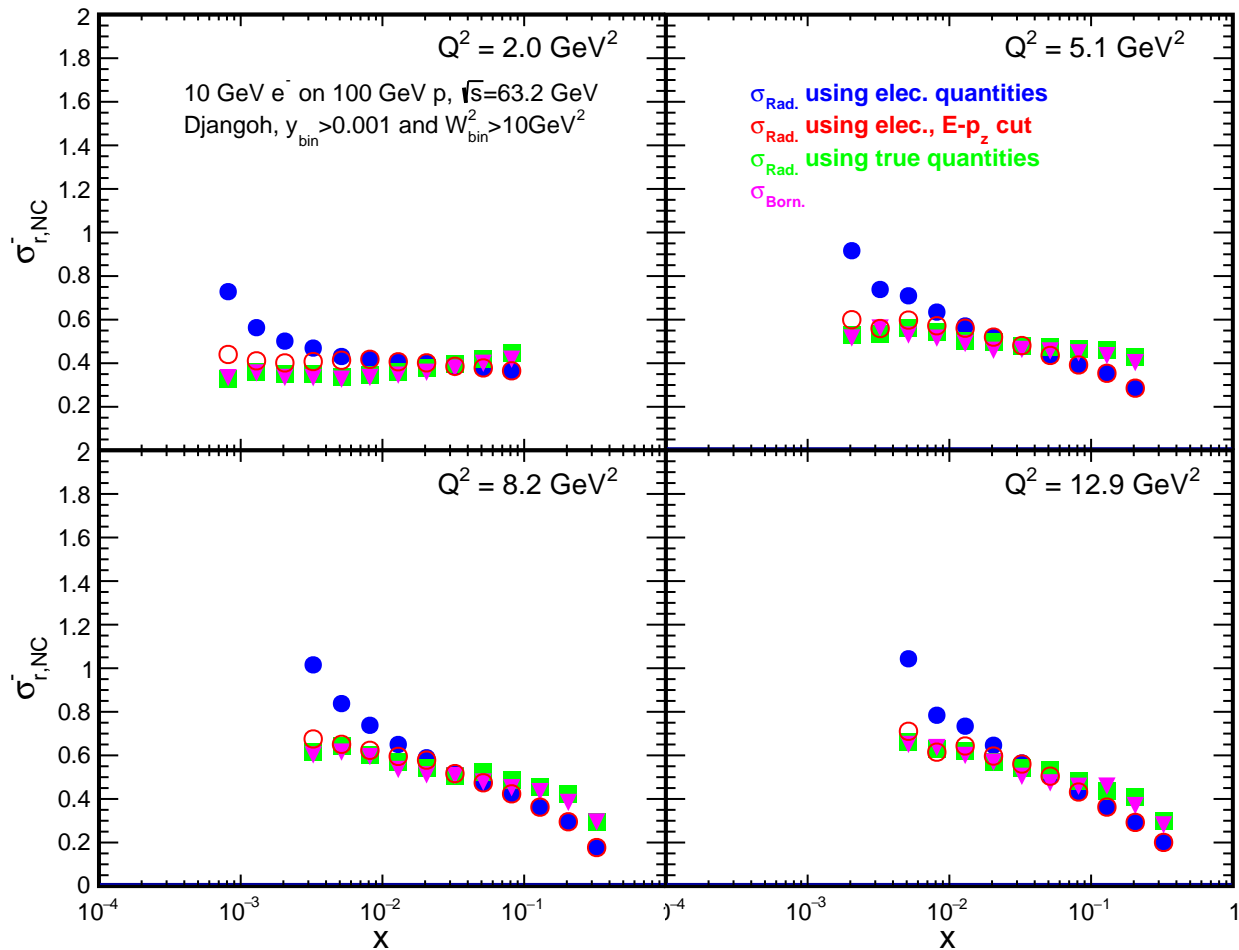 Q² = 2.0 GeV²
10 GeV e⁻ on 100 GeV p, √s=63.2 GeV
Djangoh, y_bin>0.001 and W²_bin>10GeV²
Q² = 5.1 GeV²
σ_Rad. using elec. quantities
σ_Rad. using elec., E-p_z cut
σ_Rad. using true quantities
σ_Born.
2
1.8
1.6
1.4
1.2
1
0.8
0.6
0.4
0.2
σ⁻_r,NC
Q² = 8.2 GeV²
Q² = 12.9 GeV²
2
1.8
1.6
1.4
1.2
1
0.8
0.6
0.4
0.2
0
σ⁻_r,NC
10⁻⁴ 10⁻³ 10⁻² 10⁻¹
x
10⁻⁴ 10⁻³ 10⁻² 10⁻¹ 1
x